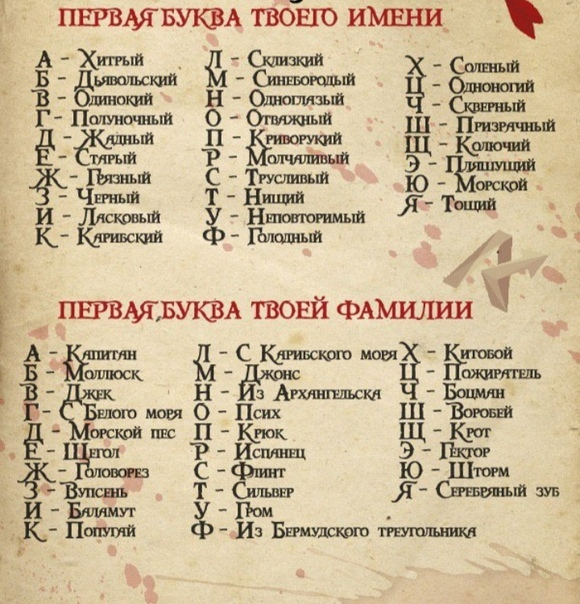 ПЕРВАЯ БУКВА ТВОЕГО ИМЕНИ
А - Хитрый
Б - Дьявольский
В - Одинокий
Г - Полуночный
Д - Жадный
Е - Старый
Ж - Грязный
З - Черный
И - Ласковый
К - Карибский
Л - Склизкий
М - Синебородый
Н - Одноглазый
О - Отважный
П - Криворукий
Р - Молчаливый
С - Трусливый
Т - Нищий
У - Неповторимый
Ф - Голодный
Х - Соленый
Ц - Одноногий
Ч - Скверный
Ш - Призрачный
Щ - Колючий
Э - Пляшущий
Ю - Морской
Я - Тощий
ПЕРВАЯ БУКВА ТВОЕЙ ФАМИЛИИ
А - Капитан
Б - Моллюск
В - Джек
Г - С Белого моря
Д - Морской пес
Е - Щегол
Ж - Головорез
З - Вупсень
И - Баламут
К - Попугай
Л - С Карибского моря
М - Джонс
Н - Из Архангельска
О - Псих
П - Крюк
Р - Испанец
С - Флинт
Т - Сильвер
У - Гром
Ф - Из Бермудского треугольника
Х - Китобой
Ц - Пожиратель
Ч - Боцман
Ш - Воробей
Щ - Крот
Э - Гектор
Ю - Шторм
Я - Серебряный зуб